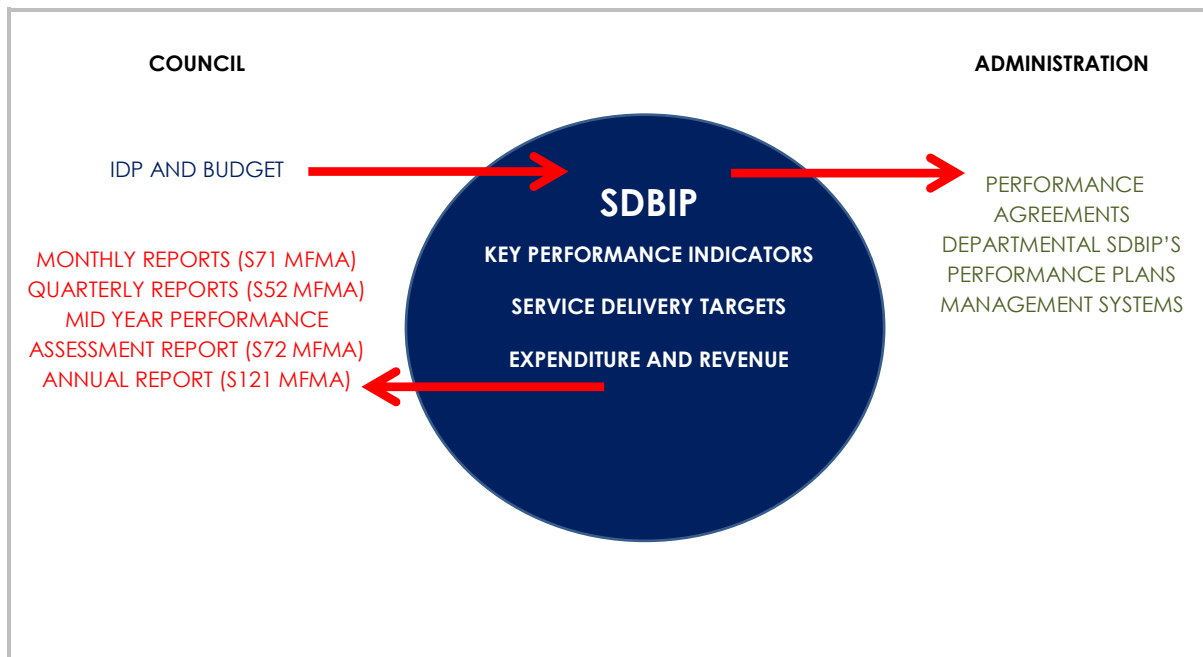 COUNCIL
ADMINISTRATION
IDP AND BUDGET
MONTHLY REPORTS (S71 MFMA)
QUARTERLY REPORTS (S52 MFMA)
MID YEAR PERFORMANCE
ASSESSMENT REPORT (S72 MFMA)
ANNUAL REPORT (S121 MFMA)
SDBIP
KEY PERFORMANCE INDICATORS
SERVICE DELIVERY TARGETS
EXPENDITURE AND REVENUE
PERFORMANCE
AGREEMENTS
DEPARTMENTAL SDBIP’S
PERFORMANCE PLANS
MANAGEMENT SYSTEMS